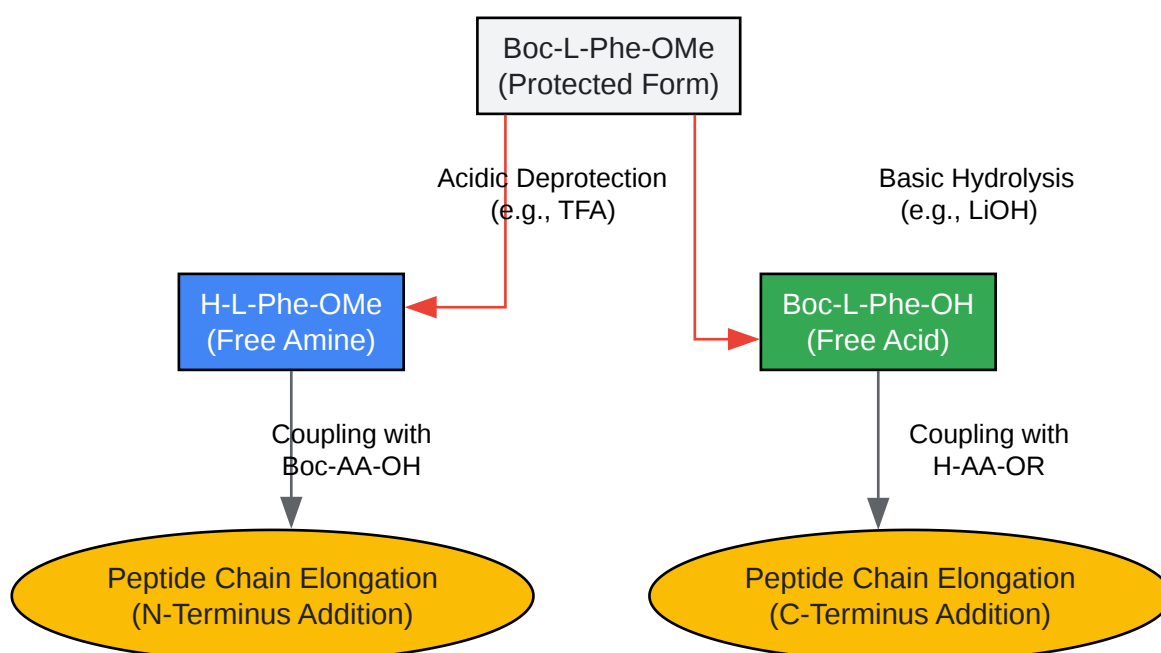 Boc-L-Phe-OMe
(Protected Form)
Acidic Deprotection
(e.g., TFA)
Basic Hydrolysis
(e.g., LiOH)
H-L-Phe-OMe
(Free Amine)
Boc-L-Phe-OH
(Free Acid)
Coupling with
Boc-AA-OH
Coupling with
H-AA-OR
Peptide Chain Elongation
(N-Terminus Addition)
Peptide Chain Elongation
(C-Terminus Addition)